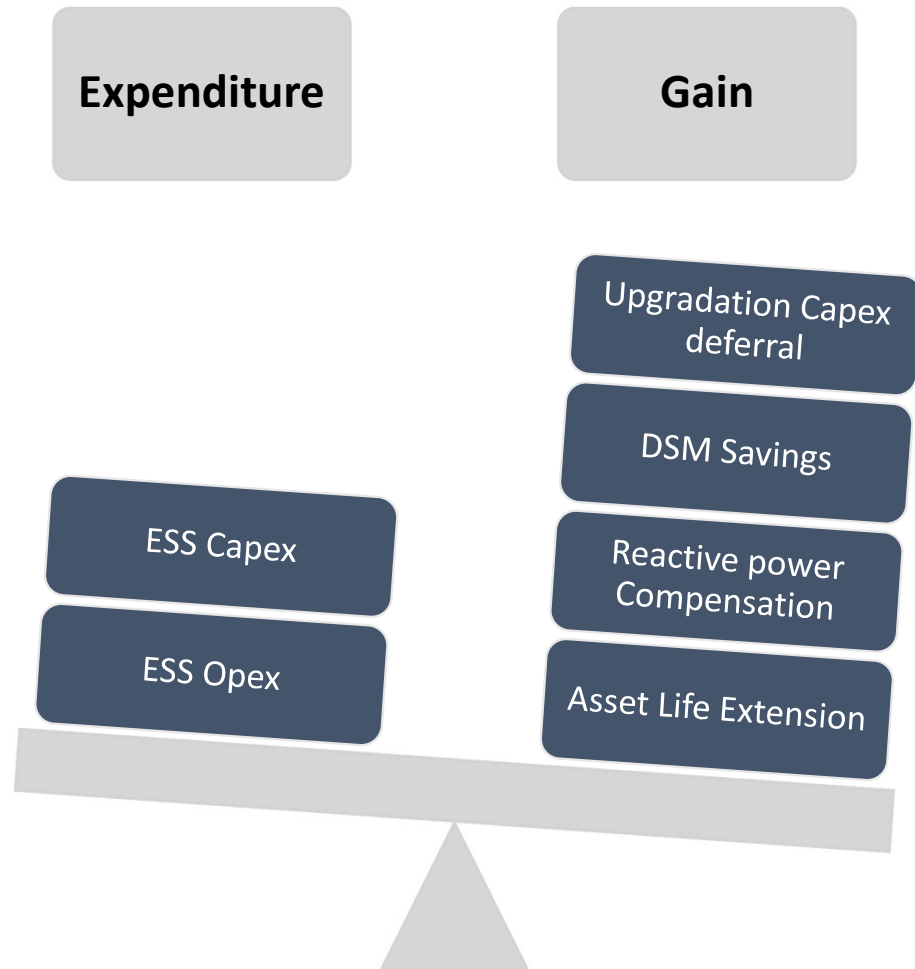 Expenditure
Gain
Upgradation Capex
deferral
DSM Savings
Reactive power
Compensation
Asset Life Extension
ESS Capex
ESS Opex